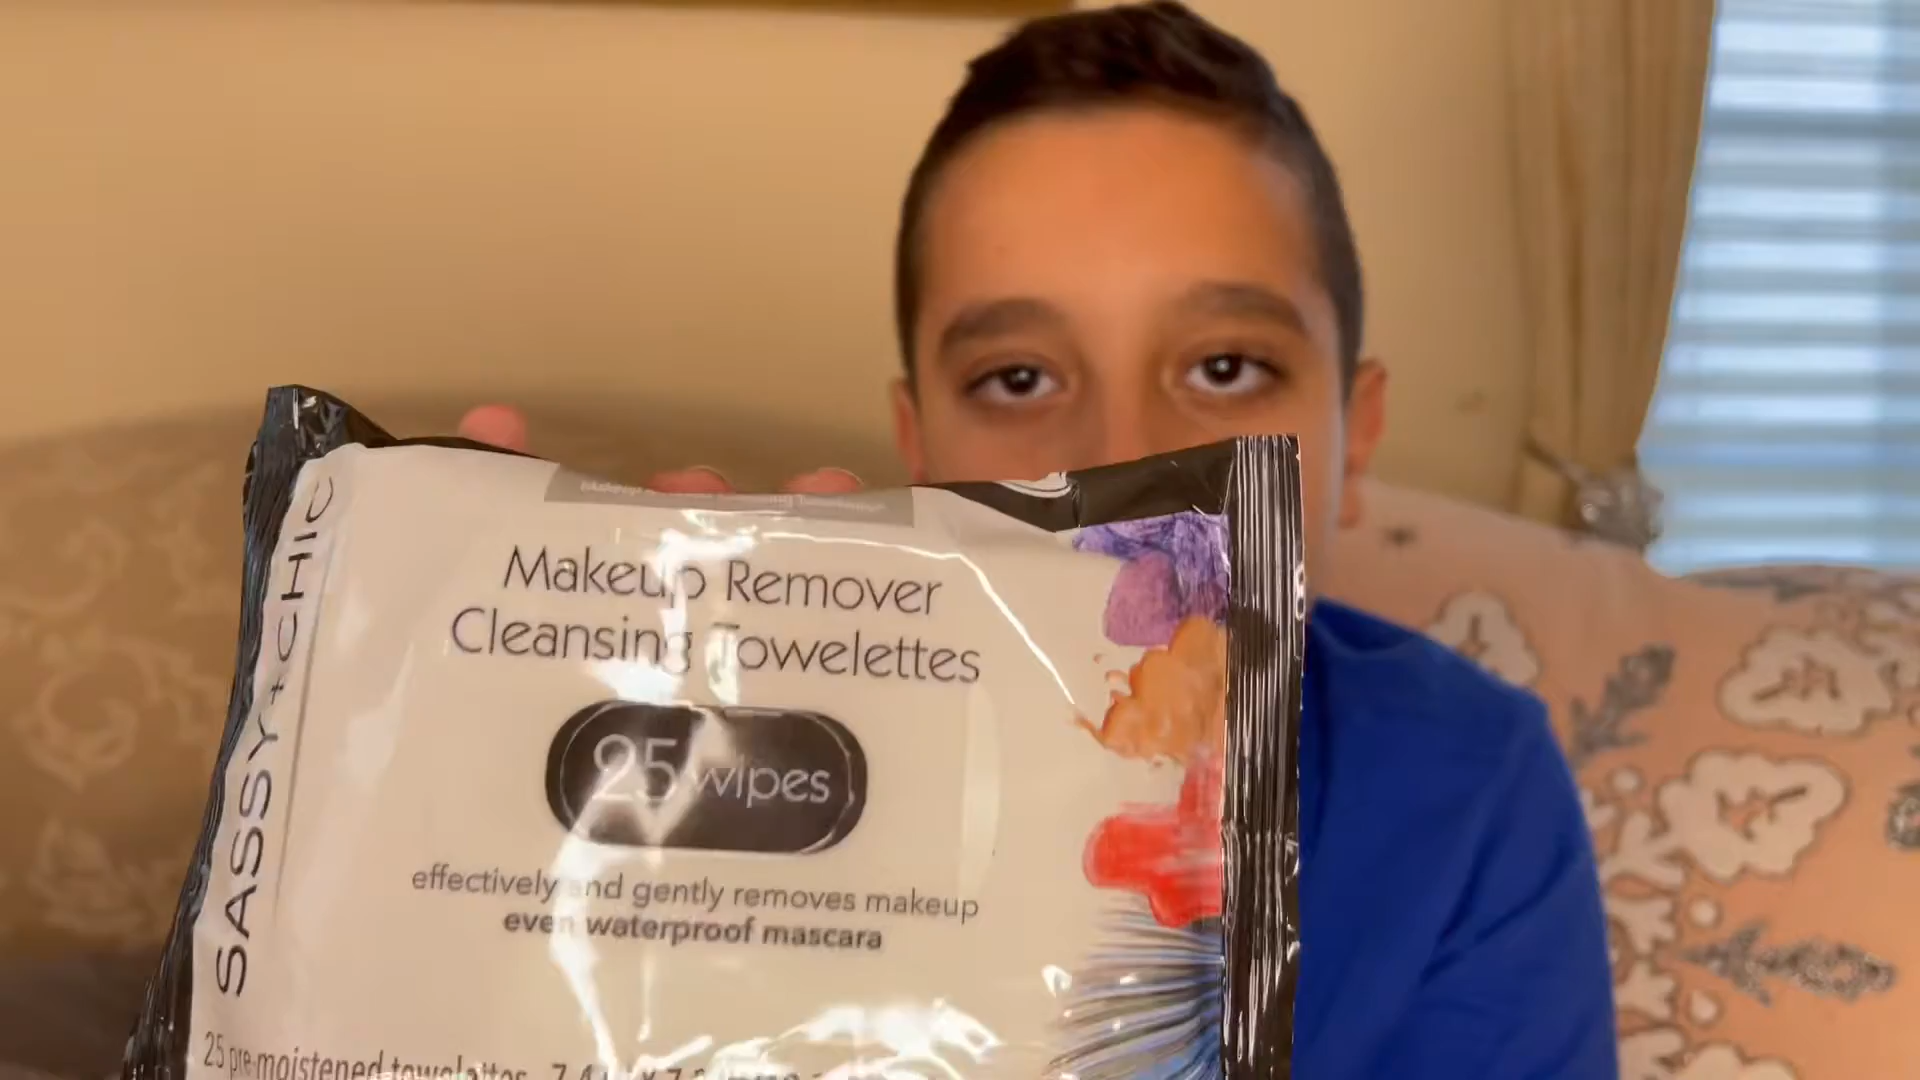 Makeup Remover
Cleansing Towelettes
25 wipes
effectively and gently removes makeup
even waterproof mascara
SASSY+CHIC
25 pre-moistened towelettes